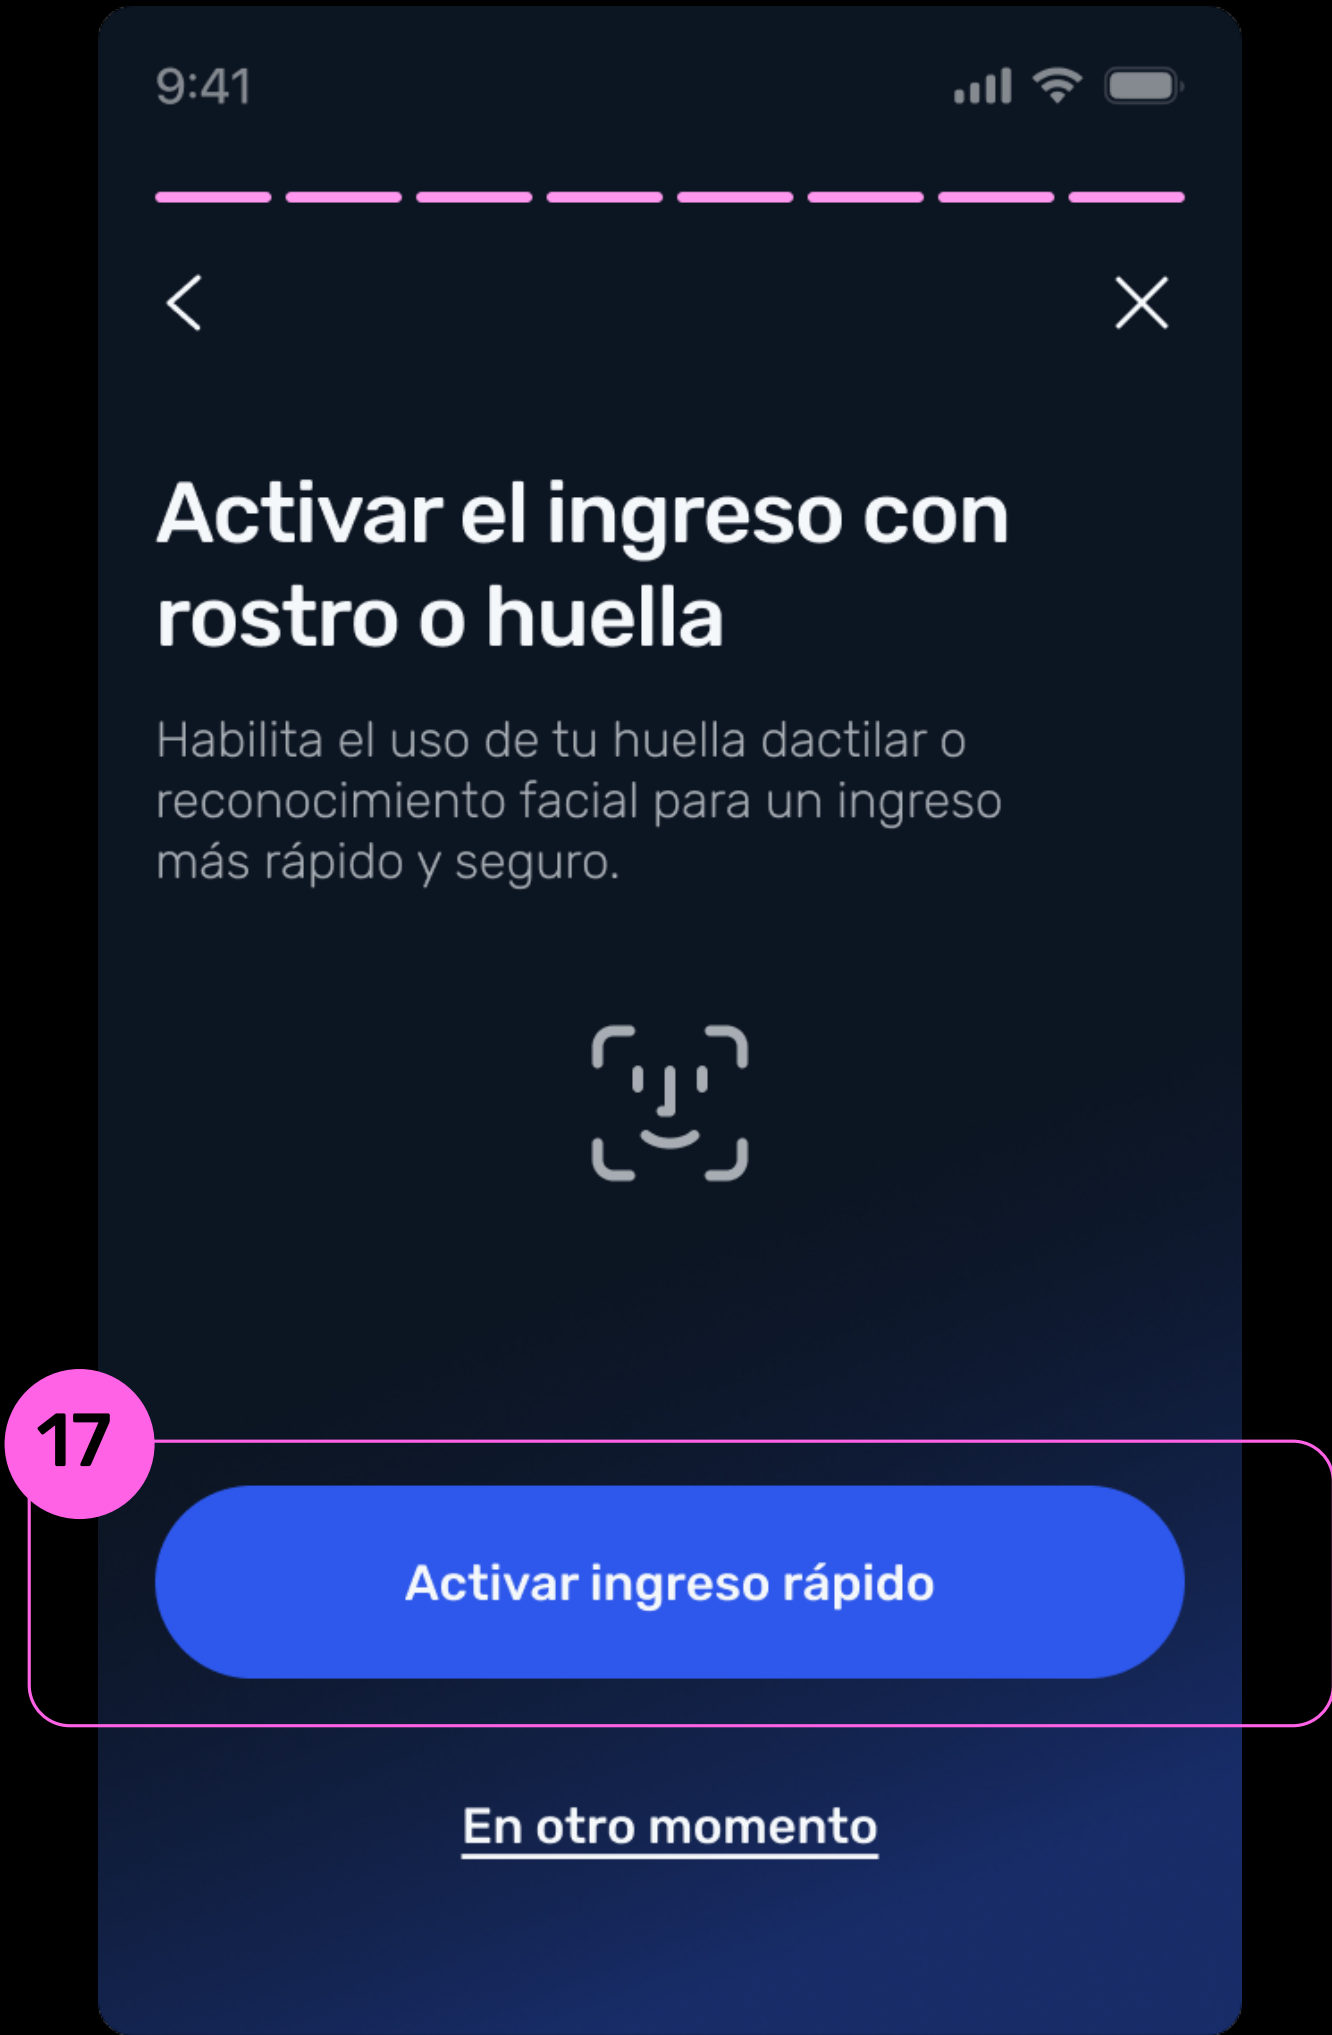 9:41
Activar el ingreso con
rostro o huella
Habilita el uso de tu huella dactilar o
reconocimiento facial para un ingreso
más rápido y seguro.
17
Activar ingreso rápido
En otro momento